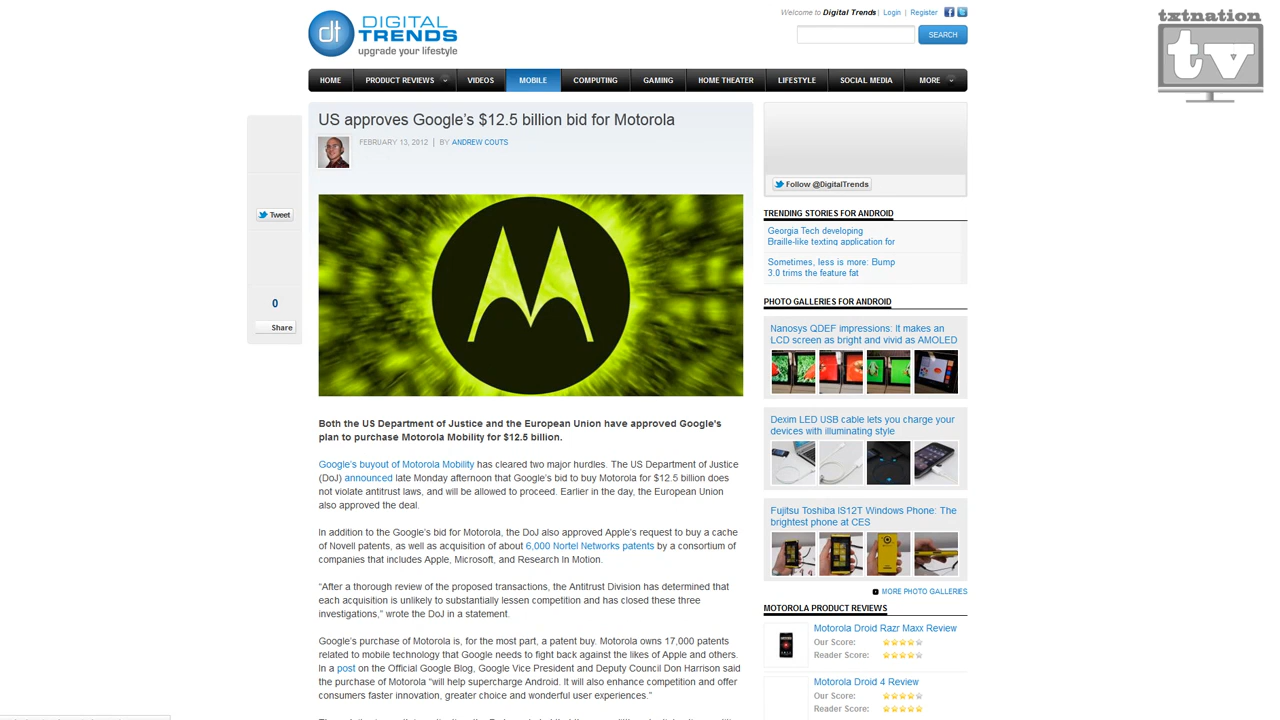 Welcome to Digital Trends | Login | Register
dt DIGITAL
TRENDS
upgrade your lifestyle
SEARCH
txtnation
tv
HOME PRODUCT REVIEWS VIDEOS MOBILE COMPUTING GAMING HOME THEATER LIFESTYLE SOCIAL MEDIA MORE
US approves Google’s $12.5 billion bid for Motorola
FEBRUARY 13, 2012 | BY ANDREW COUTS
Tweet
0
Share
Both the US Department of Justice and the European Union have approved Google's
plan to purchase Motorola Mobility for $12.5 billion.
Google’s buyout of Motorola Mobility has cleared two major hurdles. The US Department of Justice
(DoJ) announced late Monday afternoon that Google’s bid to buy Motorola for $12.5 billion does
not violate antitrust laws, and will be allowed to proceed. Earlier in the day, the European Union
also approved the deal.
In addition to the Google’s bid for Motorola, the DoJ also approved Apple’s request to buy a cache
of Novell patents, as well as acquisition of about 6,000 Nortel Networks patents by a consortium of
companies that includes Apple, Microsoft, and Research In Motion.
“After a thorough review of the proposed transactions, the Antitrust Division has determined that
each acquisition is unlikely to substantially lessen competition and has closed these three
investigations,” wrote the DoJ in a statement.
Google’s purchase of Motorola is, for the most part, a patent buy. Motorola owns 17,000 patents
related to mobile technology that Google needs to fight back against the likes of Apple and others.
In a post on the Official Google Blog, Google Vice President and Deputy Council Don Harrison said
the purchase of Motorola “will help supercharge Android. It will also enhance competition and offer
consumers faster innovation, greater choice and wonderful user experiences.”
Follow @DigitalTrends
TRENDING STORIES FOR ANDROID
Georgia Tech developing
Braille-like texting application for
Sometimes, less is more: Bump
3.0 trims the feature fat
PHOTO GALLERIES FOR ANDROID
Nanosys QDEF impressions: It makes an
LCD screen as bright and vivid as AMOLED
Dexim LED USB cable lets you charge your
devices with illuminating style
Fujitsu Toshiba IS12T Windows Phone: The
brightest phone at CES
MORE PHOTO GALLERIES
MOTOROLA PRODUCT REVIEWS
Motorola Droid Razr Maxx Review
Our Score:
Reader Score:
Motorola Droid 4 Review
Our Score:
Reader Score: